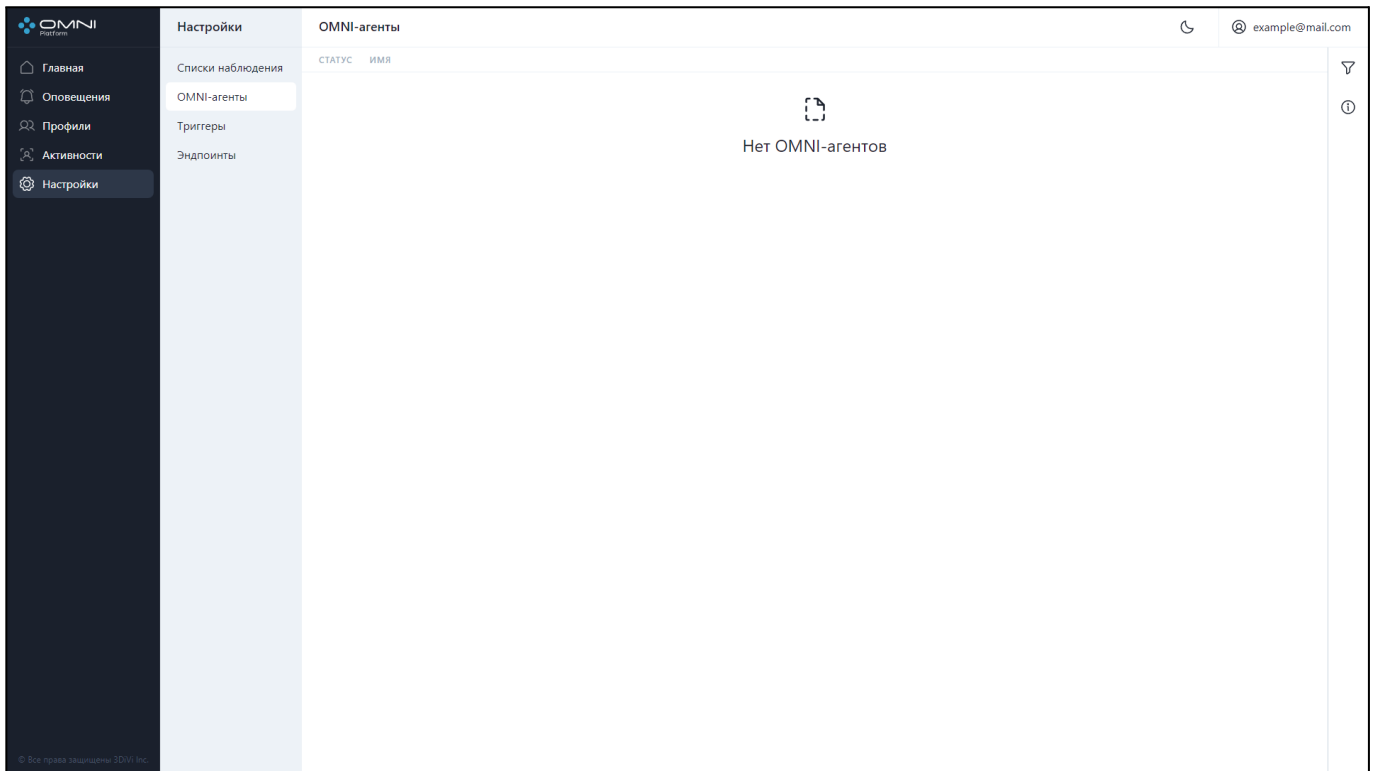 OMNI
Platform
Главная
Оповещения
Профили
Активности
Настройки
© Все права защищены 3DiVi Inc.
Настройки
Списки наблюдения
OMNI-агенты
Триггеры
Эндпоинты
OMNI-агенты
example@mail.com
СТАТУС ИМЯ
Нет OMNI-агентов